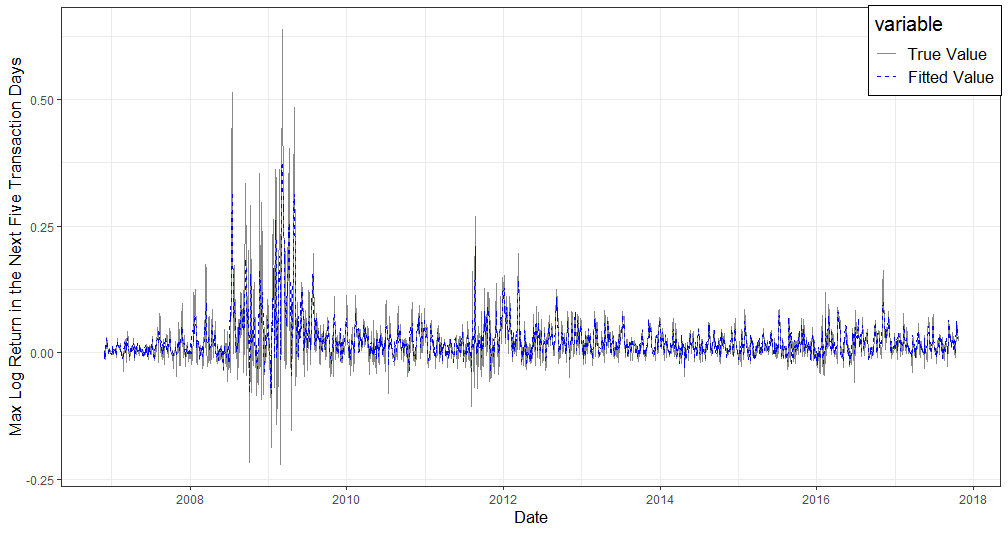 variable
True Value
Fitted Value
Max Log Return in the Next Five Transaction Days
0.50
0.25
0.00
-0.25
2008
2010
2012
2014
2016
2018
Date